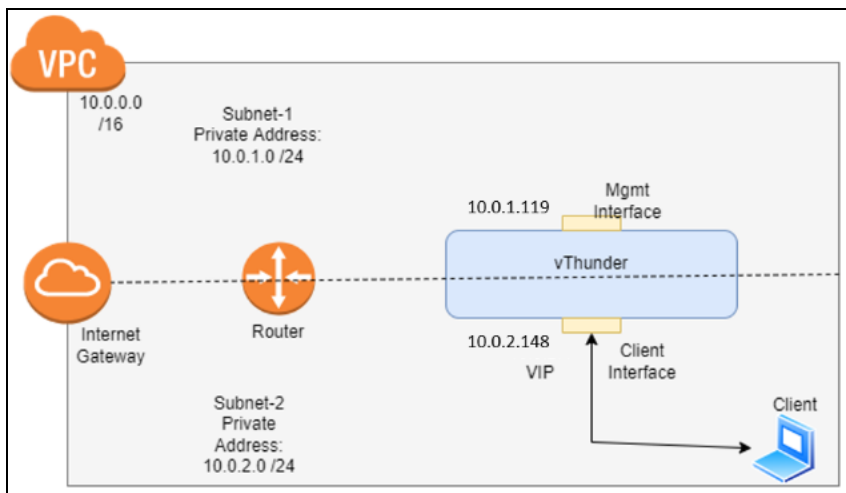 VPC
10.0.0.0
/16
Subnet-1
Private Address:
10.0.1.0 /24
10.0.1.119
Mgmt
Interface
vThunder
Internet
Gateway
Router
10.0.2.148
VIP
Client
Interface
Subnet-2
Private
Address:
10.0.2.0 /24
Client